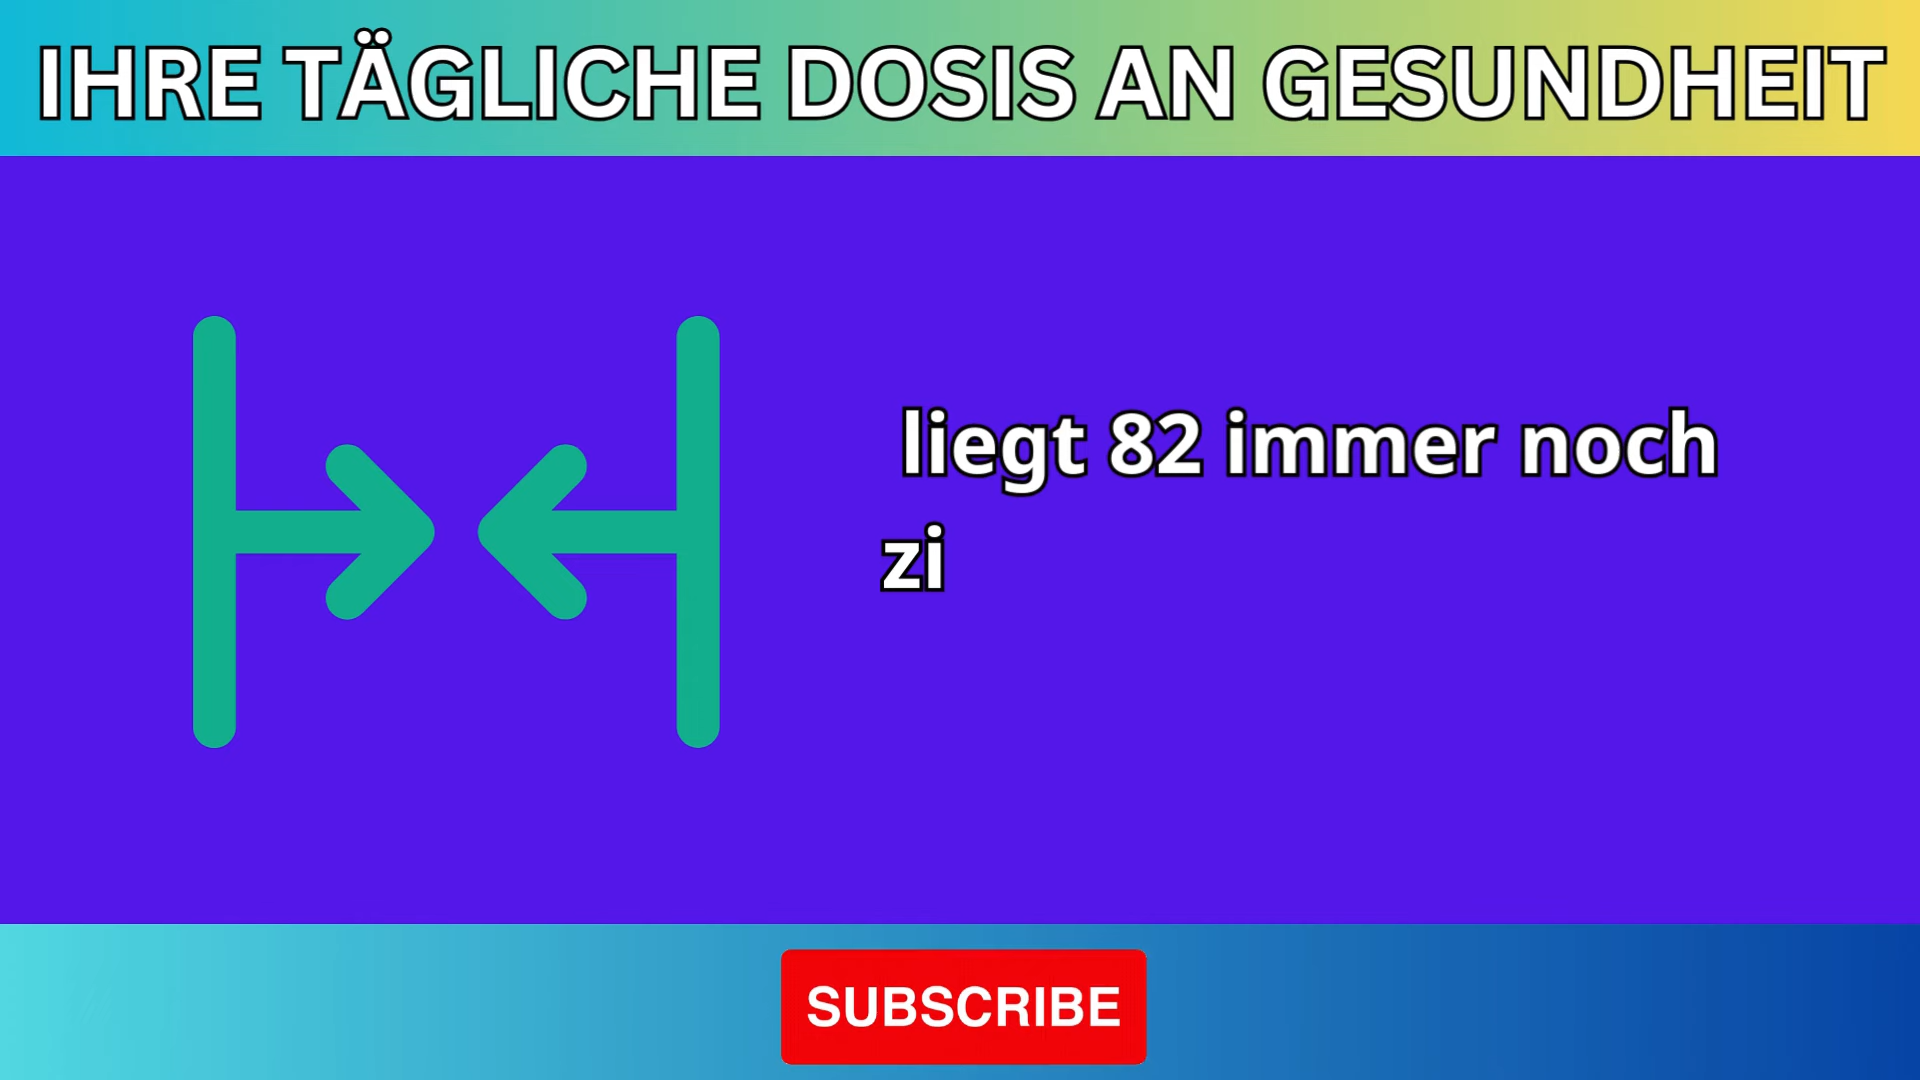 IHRE TÄGLICHE DOSIS AN GESUNDHEIT
liegt 82 immer noch
zi
SUBSCRIBE